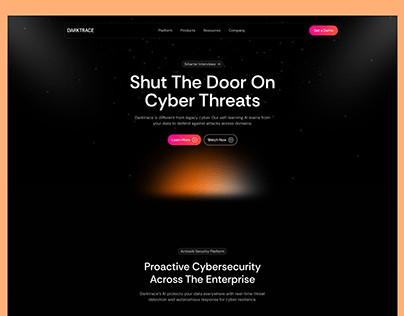 DARKTRACE
Platform Products Resources Company
Get a Demo
Smarter Interviews →
Shut The Door On
Cyber Threats
Darktrace is different from legacy cyber. Our self-learning AI learns from
your data to defend against attacks across domains.
Learn More
Watch Now
ActiveAI Security Platform
Proactive Cybersecurity
Across The Enterprise
Darktrace's AI protects your data everywhere with real-time threat
detection and autonomous response for cyber resilience.